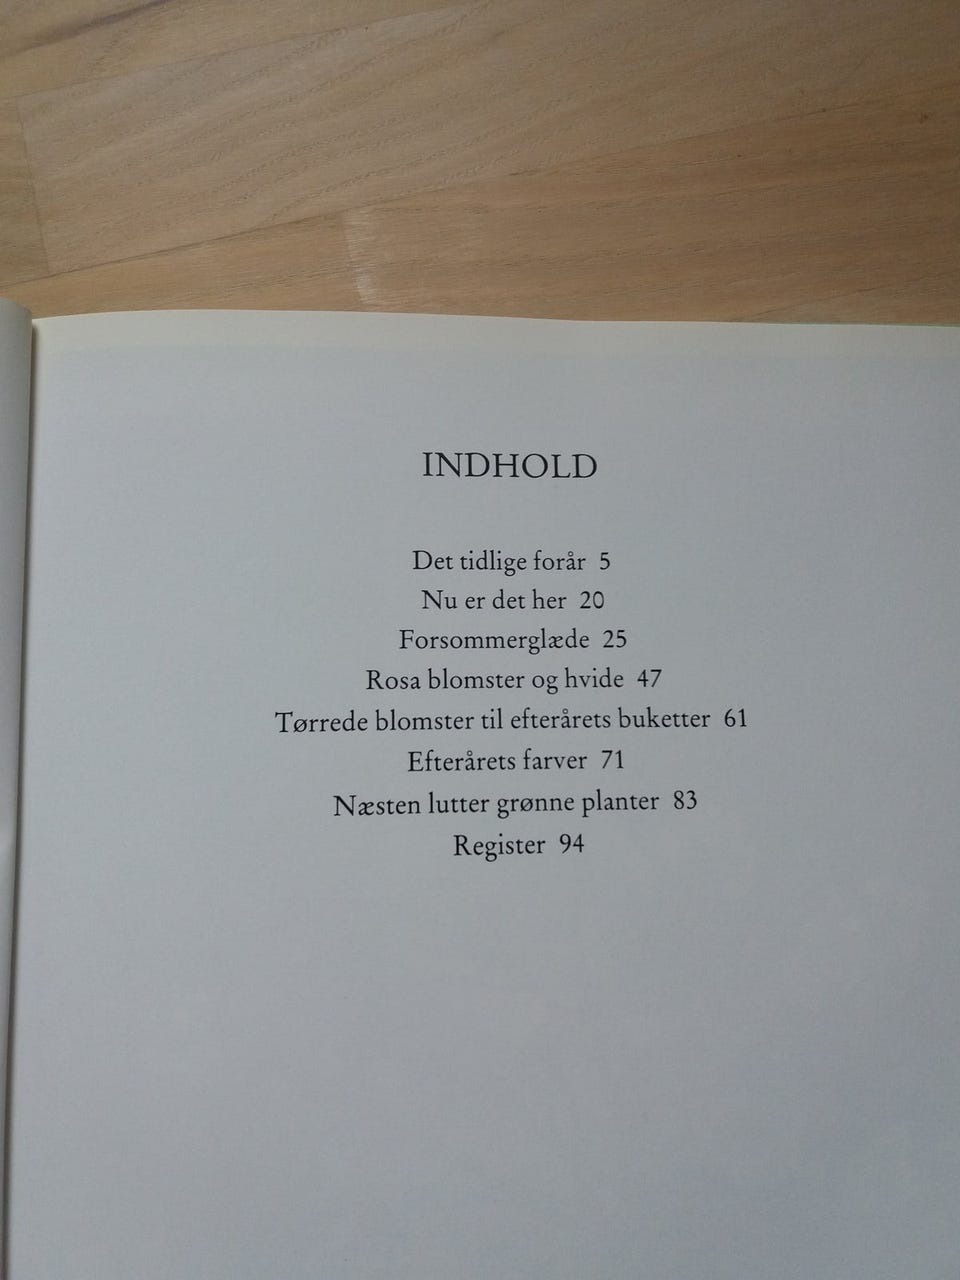 INDHOLD
Det tidlige forår 5
Nu er det her 20
Forsommerglæde 25
Rosa blomster og hvide 47
Tørrede blomster til efterårets buketter 61
Efterårets farver 71
Næsten lutter grønne planter 83
Register 94